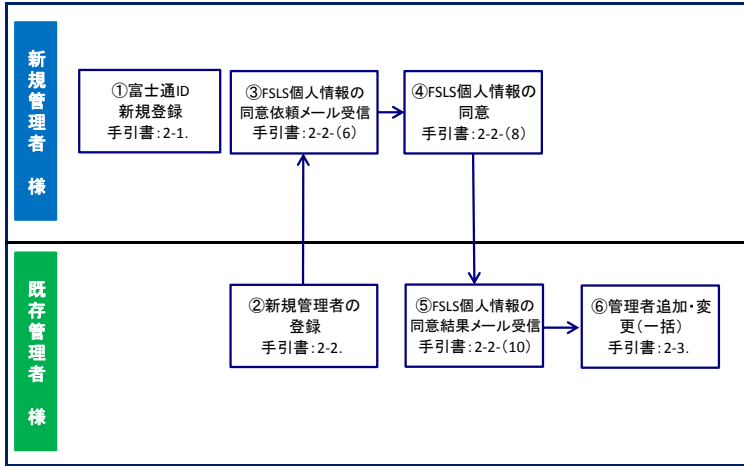 新規管理者 様
①富士通ID
新規登録
手引書:2-1.
③FSLS個人情報の
同意依頼メール受信
手引書:2-2-(6)
④FSLS個人情報の
同意
手引書:2-2-(8)
既存管理者 様
②新規管理者の
登録
手引書:2-2.
⑤FSLS個人情報の
同意結果メール受信
手引書:2-2-(10)
⑥管理者追加・変
更(一括)
手引書:2-3.